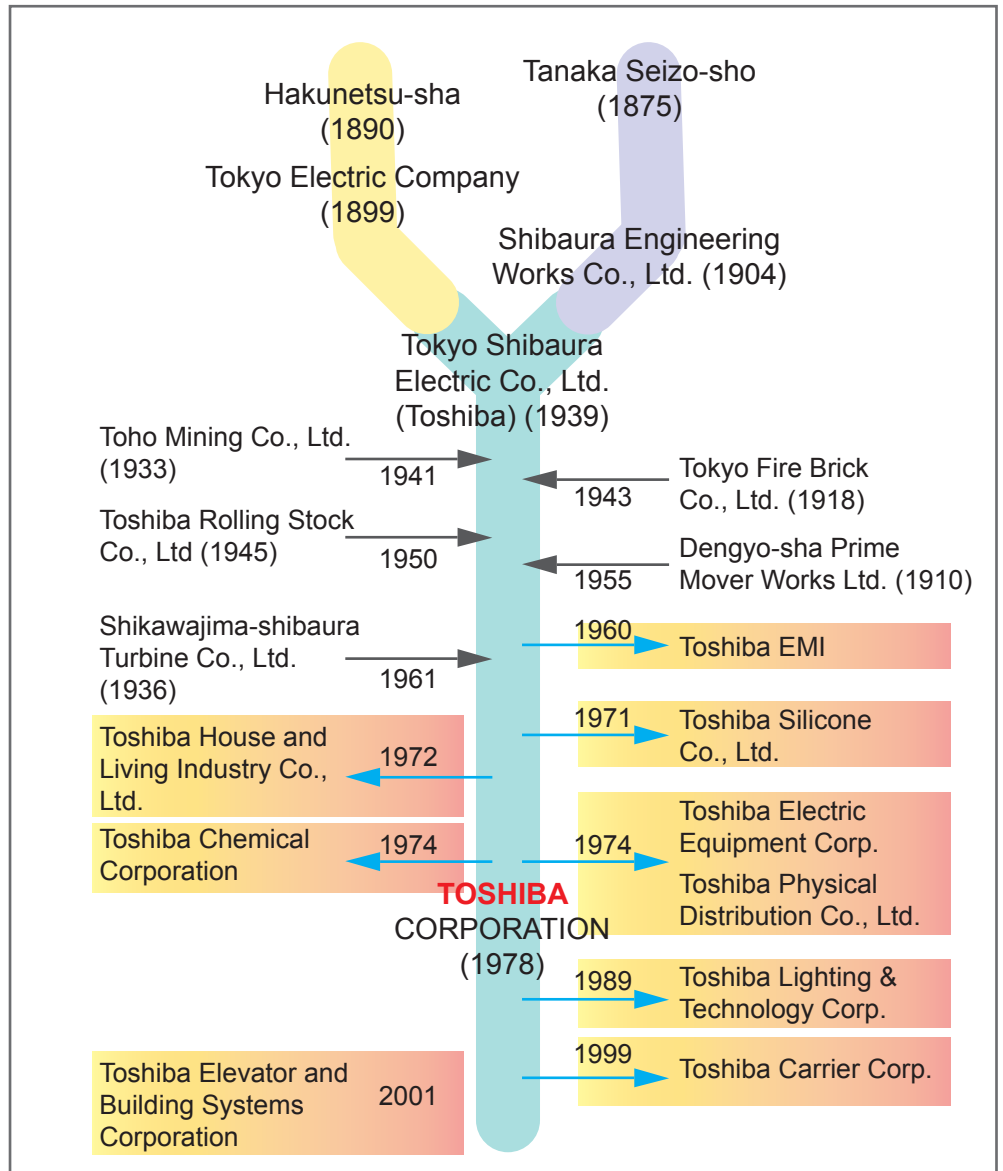 Hakunetsu-sha
(1890)
Tanaka Seizo-sho
(1875)
Tokyo Electric Company
(1899)
Shibaura Engineering
Works Co., Ltd. (1904)
Tokyo Shibaura
Electric Co., Ltd.
(Toshiba) (1939)
Toho Mining Co., Ltd.
(1933)
1941
Tokyo Fire Brick
Co., Ltd. (1918)
1943
Toshiba Rolling Stock
Co., Ltd (1945)
1950
Dengyo-sha Prime
Mover Works Ltd. (1910)
1955
Shikawajima-shibaura
Turbine Co., Ltd.
(1936)
1961
1960
Toshiba EMI
1971
Toshiba Silicone
Co., Ltd.
Toshiba House and
Living Industry Co.,
Ltd.
1972
Toshiba Chemical
Corporation
1974
1974
Toshiba Electric
Equipment Corp.
Toshiba Physical
Distribution Co., Ltd.
TOSHIBA
CORPORATION
(1978)
1989
Toshiba Lighting &
Technology Corp.
1999
Toshiba Carrier Corp.
Toshiba Elevator and
Building Systems
Corporation
2001